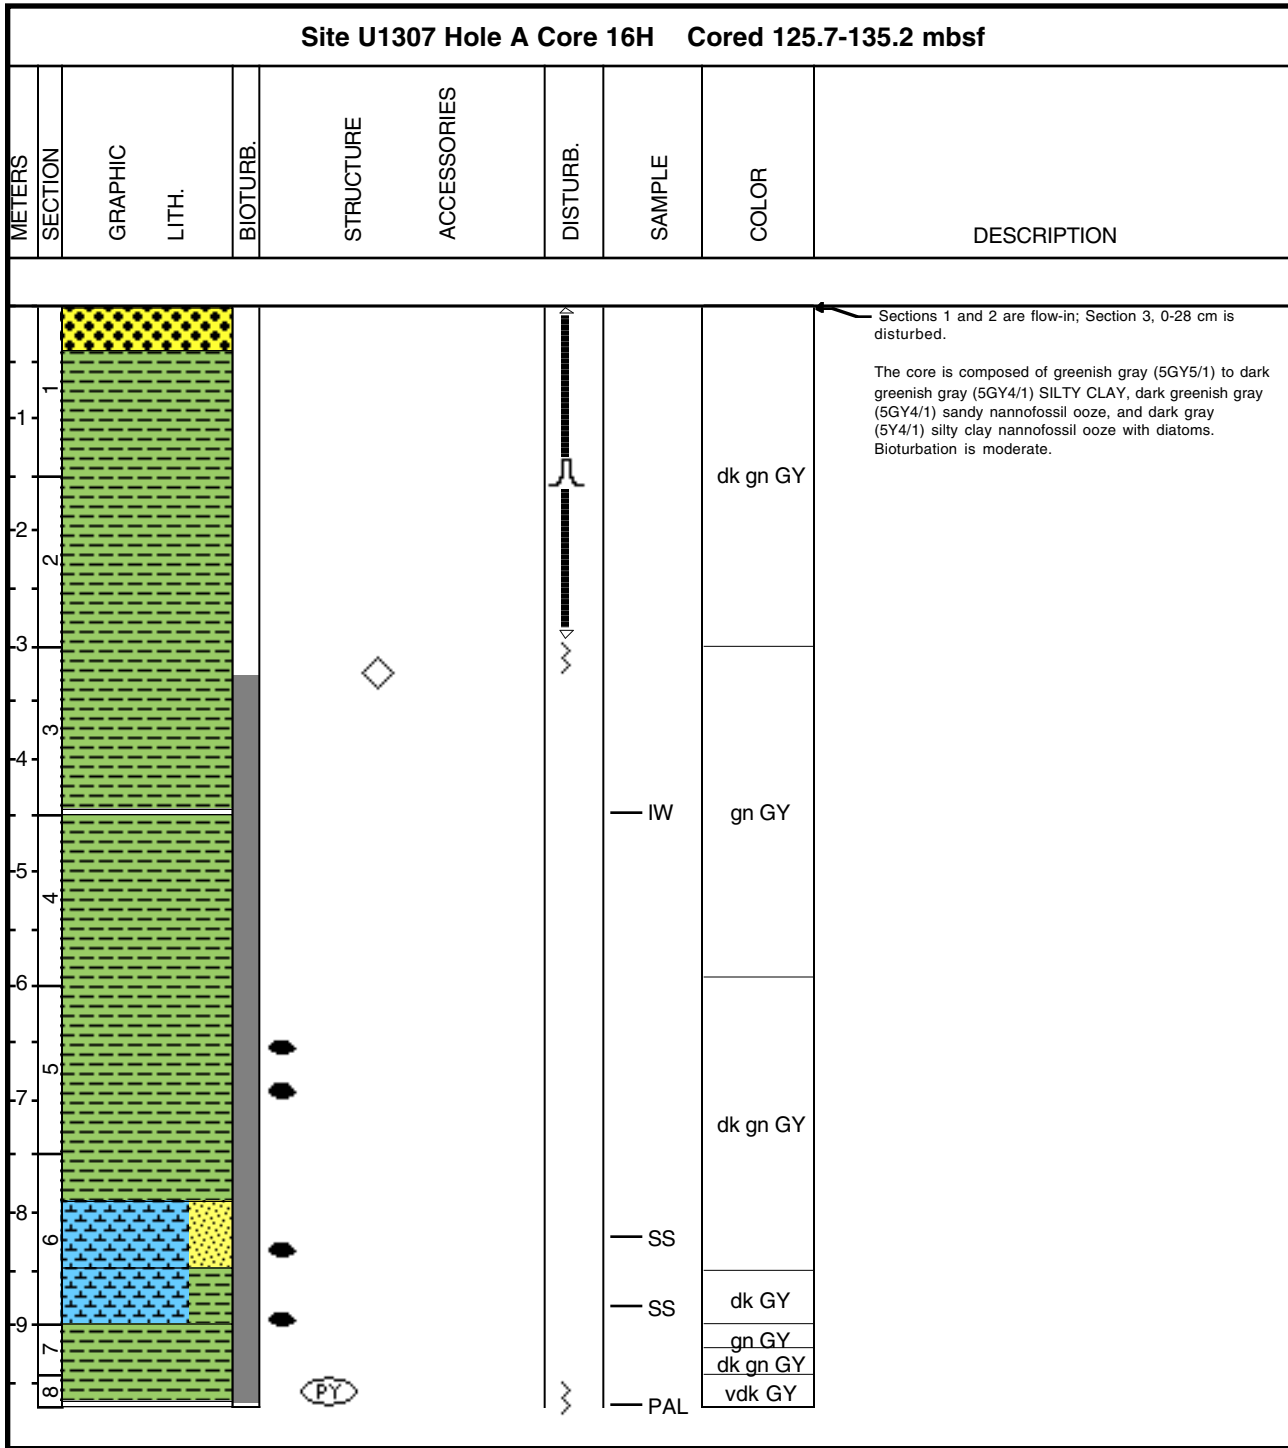 Site U1307 Hole A Core 16H Cored 125.7-135.2 mbsf
METERS
SECTION
GRAPHIC
LITH.
BIOTURB.
STRUCTURE
ACCESSORIES
DISTURB.
SAMPLE
COLOR
DESCRIPTION
1
2
3
4
5
6
7
8
9
1
2
3
4
5
6
7
8
PY
IW
SS
SS
PAL
dk gn GY
gn GY
dk gn GY
dk GY
gn GY
dk gn GY
vdk GY
Sections 1 and 2 are flow-in; Section 3, 0-28 cm is
disturbed.
The core is composed of greenish gray (5GY5/1) to dark
greenish gray (5GY4/1) SILTY CLAY, dark greenish gray
(5GY4/1) sandy nannofossil ooze, and dark gray
(5Y4/1) silty clay nannofossil ooze with diatoms.
Bioturbation is moderate.